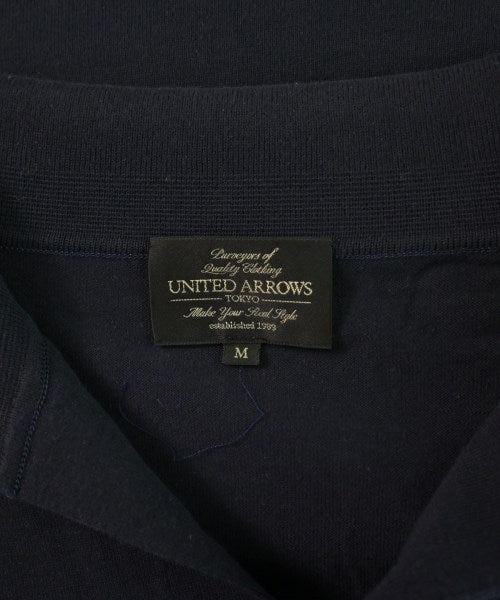 Purveyors of
Quality Clothing
UNITED ARROWS
TOKYO
Make Your Real Style
established 1989
M